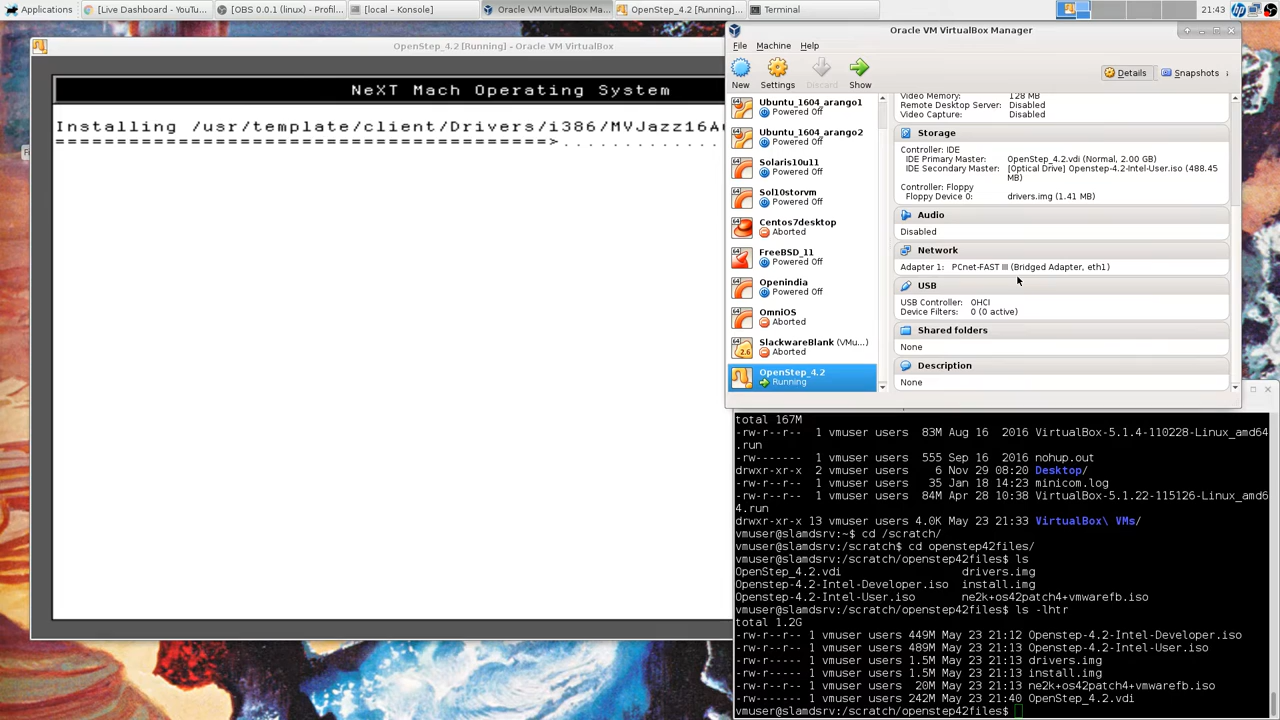 Applications
[Live Dashboard - YouTu...
[OBS 0.0.1 (linux) - Profil...
[local – Konsole]
Oracle VM VirtualBox Ma...
OpenStep_4.2 [Running]...
Terminal
21:43
OpenStep_4.2 [Running] - Oracle VM VirtualBox
NeXT Mach Operating System
Installing /usr/template/client/Drivers/i386/MVJazz16A
=====================================>. . . . . . . . . . . . .
Oracle VM VirtualBox Manager
File Machine Help
New Settings Discard Show
Details Snapshots
Ubuntu_1604_arango1
Powered Off
Ubuntu_1604_arango2
Powered Off
Solaris10u11
Powered Off
Sol10storvm
Powered Off
Centos7desktop
Aborted
FreeBSD_11
Powered Off
Openindia
Powered Off
OmniOS
Aborted
SlackwareBlank (VMu...)
Aborted
OpenStep_4.2
Running
Video Memory: 128 MB
Remote Desktop Server: Disabled
Video Capture: Disabled
Storage
Controller: IDE
IDE Primary Master: OpenStep_4.2.vdi (Normal, 2.00 GB)
IDE Secondary Master: [Optical Drive] Openstep-4.2-Intel-User.iso (488.45
MB)
Controller: Floppy
Floppy Device 0: drivers.img (1.41 MB)
Audio
Disabled
Network
Adapter 1: PCnet-FAST III (Bridged Adapter, eth1)
USB
USB Controller: OHCI
Device Filters: 0 (0 active)
Shared folders
None
Description
None
total 167M
-rw-r--r-- 1 vmuser users 83M Aug 16 2016 VirtualBox-5.1.4-110228-Linux_amd64
.run
-rw------- 1 vmuser users 555 Sep 16 2016 nohup.out
drwxr-xr-x 2 vmuser users 6 Nov 29 08:20 Desktop/
-rw-r--r-- 1 vmuser users 35 Jan 18 14:23 minicom.log
-rw-r--r-- 1 vmuser users 84M Apr 28 10:38 VirtualBox-5.1.22-115126-Linux_amd6
4.run
drwxr-xr-x 13 vmuser users 4.0K May 23 21:33 VirtualBox\ VMs/
vmuser@slamdsrv:~$ cd /scratch/
vmuser@slamdsrv:/scratch$ cd openstep42files/
vmuser@slamdsrv:/scratch/openstep42files$ ls
OpenStep_4.2.vdi drivers.img
Openstep-4.2-Intel-Developer.iso install.img
Openstep-4.2-Intel-User.iso ne2k+os42patch4+vmwarefb.iso
vmuser@slamdsrv:/scratch/openstep42files$ ls -lhtr
total 1.2G
-rw-r----- 1 vmuser users 449M May 23 21:12 Openstep-4.2-Intel-Developer.iso
-rw-r----- 1 vmuser users 489M May 23 21:13 Openstep-4.2-Intel-User.iso
-rw-r----- 1 vmuser users 1.5M May 23 21:13 drivers.img
-rw-r----- 1 vmuser users 1.5M May 23 21:13 install.img
-rw-r----- 1 vmuser users 20M May 23 21:13 ne2k+os42patch4+vmwarefb.iso
-rw-r----- 1 vmuser users 242M May 23 21:40 OpenStep_4.2.vdi
vmuser@slamdsrv:/scratch/openstep42files$